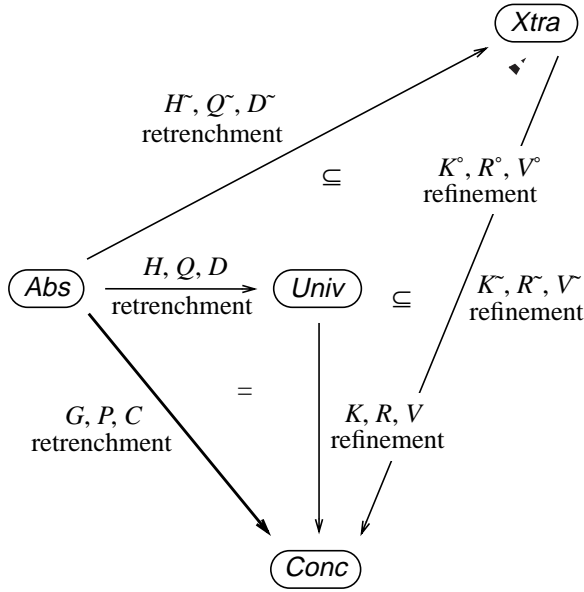 Xtra
H˜, Q˜, D˜
retrenchment
⊆
K°, R°, V°
refinement
Abs
H, Q, D
retrenchment
Univ
⊆
K˜, R˜, V˜
refinement
G, P, C
retrenchment
=
K, R, V
refinement
Conc